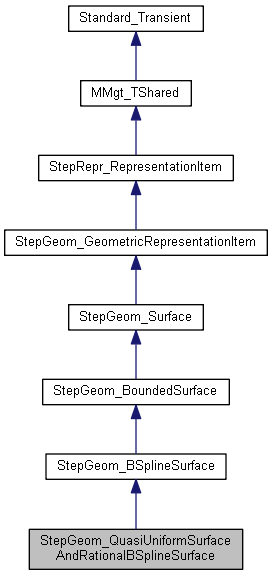 Standard_Transient
MMgt_TShared
StepRepr_RepresentationItem
StepGeom_GeometricRepresentationItem
StepGeom_Surface
StepGeom_BoundedSurface
StepGeom_BSplineSurface
StepGeom_QuasiUniformSurface
AndRationalBSplineSurface